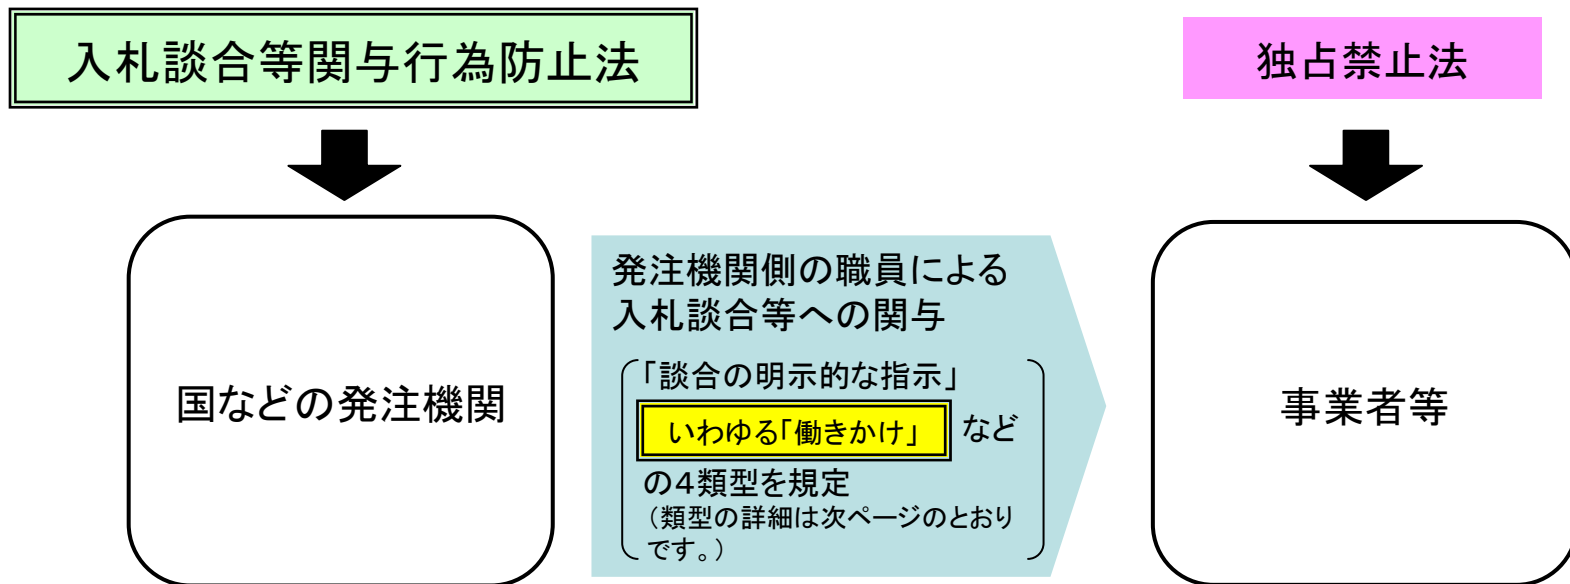 入札談合等関与行為防止法
独占禁止法
国などの発注機関
発注機関側の職員による
入札談合等への関与
「談合の明示的な指示」
いわゆる「働きかけ」 など
の4類型を規定
（類型の詳細は次ページのとおり
です。）
事業者等